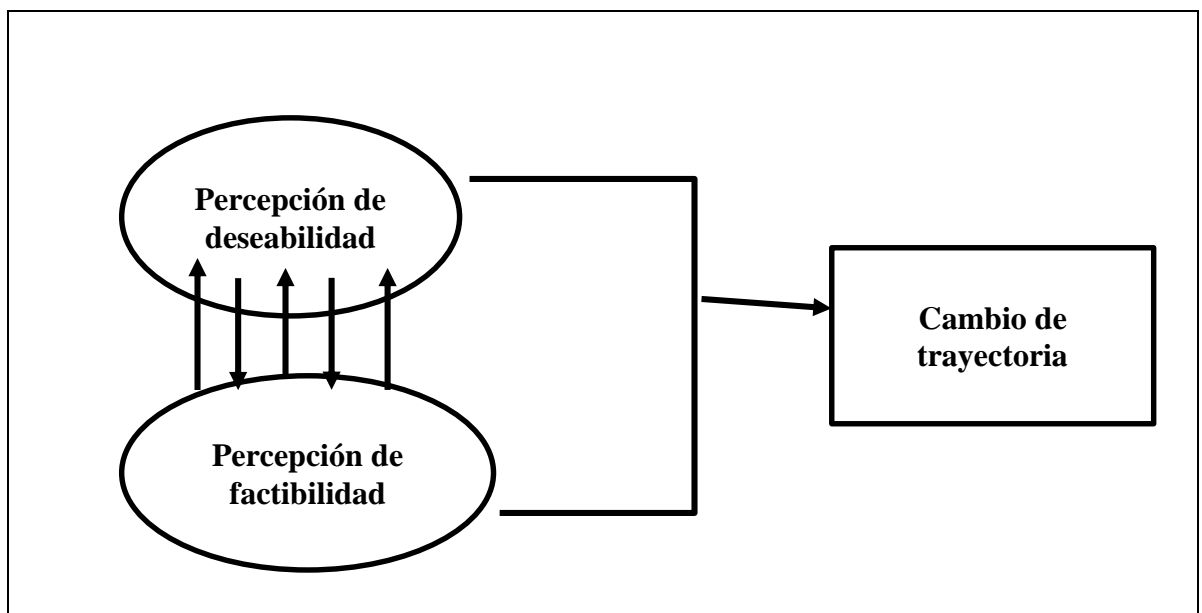 Percepción de
deseabilidad
Percepción de
factibilidad
Cambio de
trayectoria